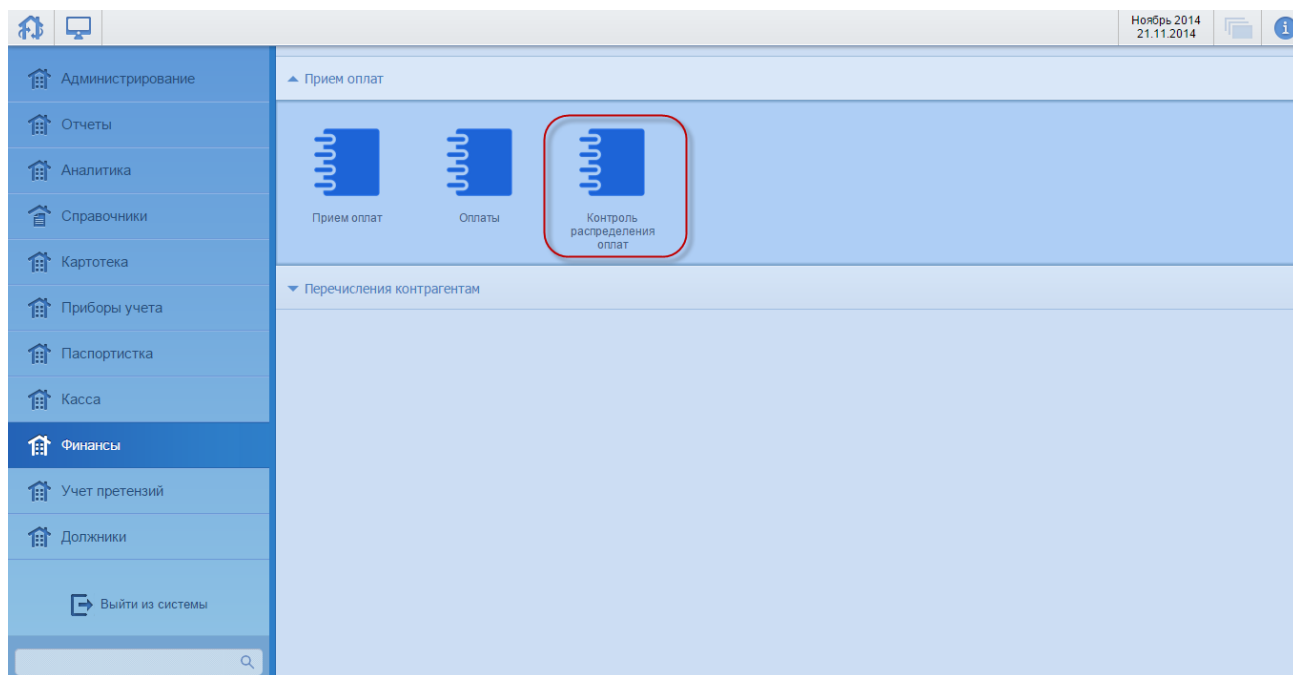 Ноябрь 2014
21.11.2014
Администрирование
Отчеты
Аналитика
Справочники
Картотека
Приборы учета
Паспортистка
Касса
Финансы
Учет претензий
Должники
Выйти из системы
Прием оплат
Прием оплат
Оплаты
Контроль
распределения
оплат
Перечисления контрагентам